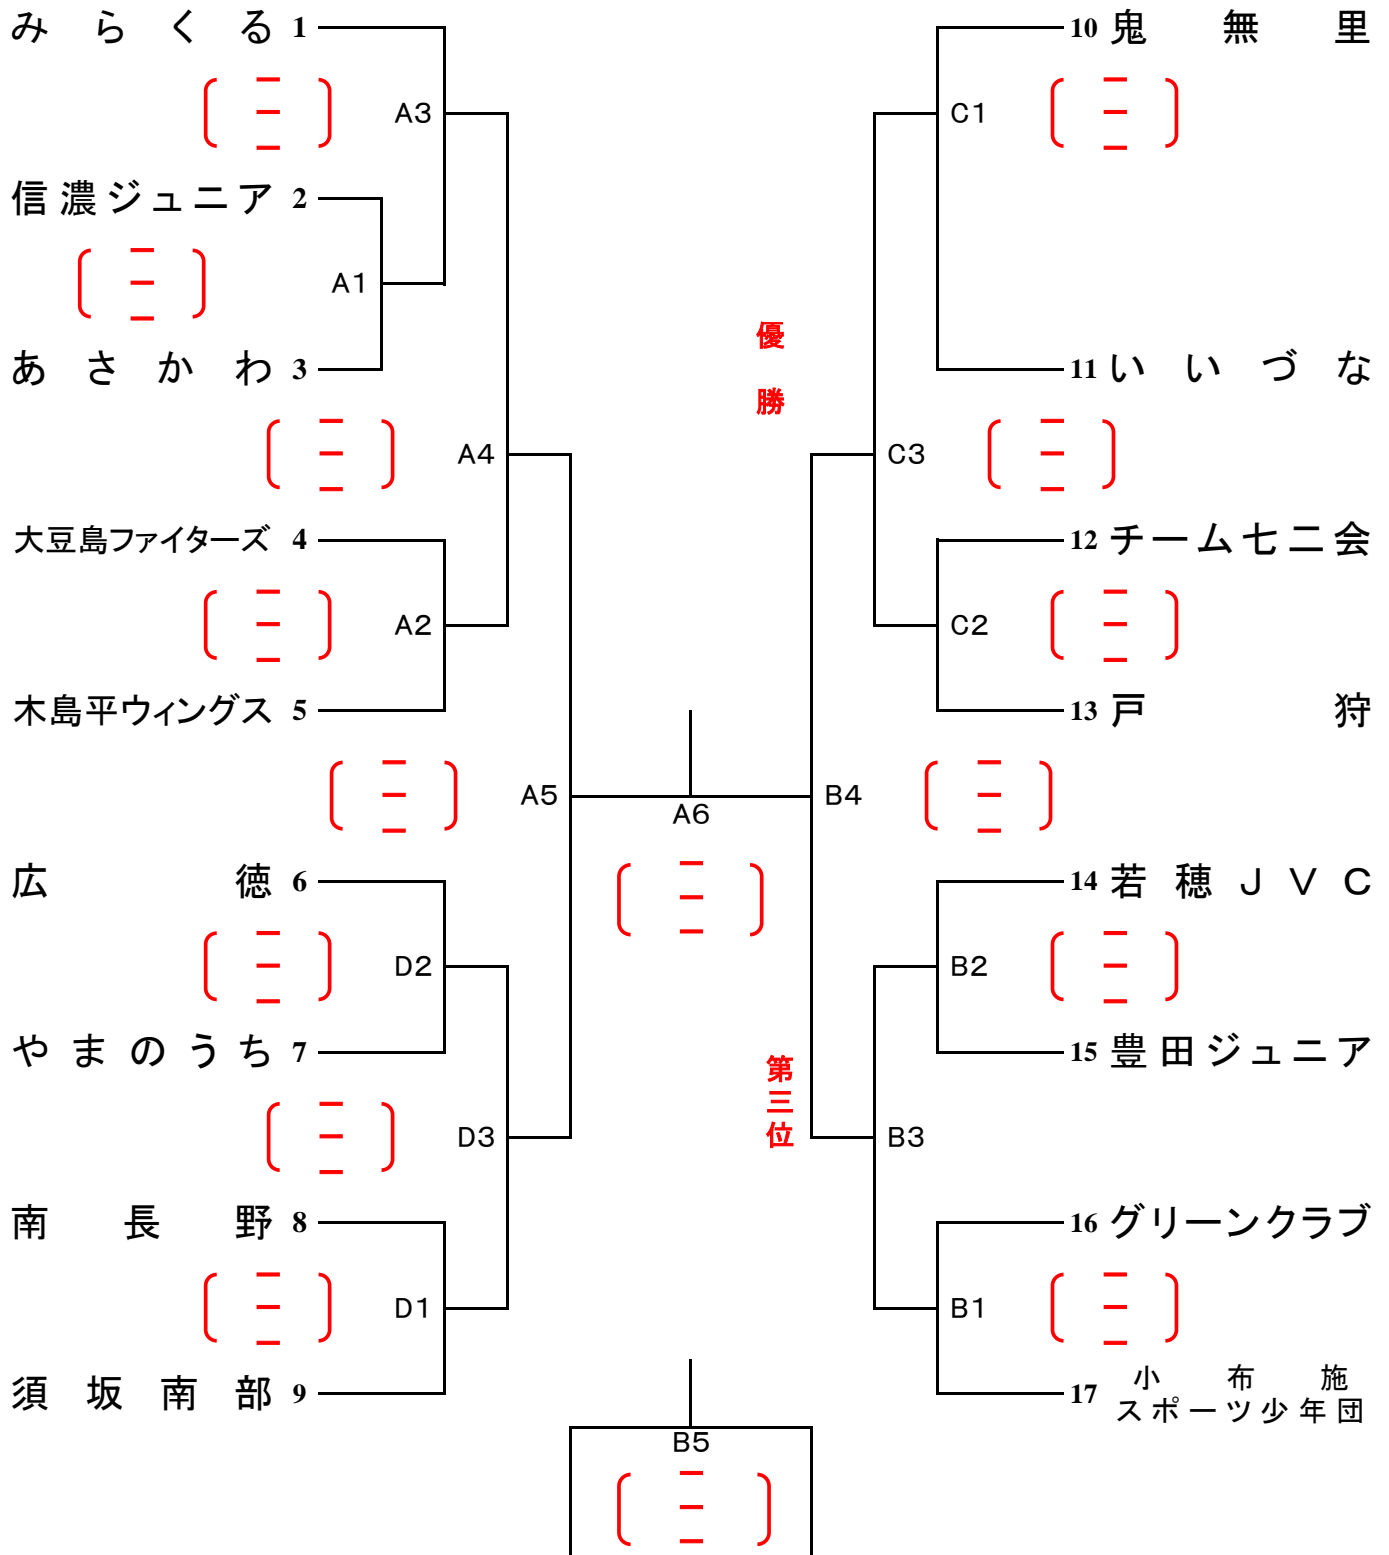 みらくる 1
10 鬼無里
A3
C1
信濃ジュニア 2
A1
優勝
あさかわ 3
11 いいづな
A4
C3
大豆島ファイターズ 4
12 チーム七二会
A2
C2
木島平ウィングス 5
13 戸狩
A5
A6
B4
広徳 6
14 若穂JVC
D2
B2
やまのうち 7
15 豊田ジュニア
第三位
D3
B3
南長野 8
16 グリーンクラブ
D1
B1
須坂南部 9
17 小布施
スポーツ少年団
B5